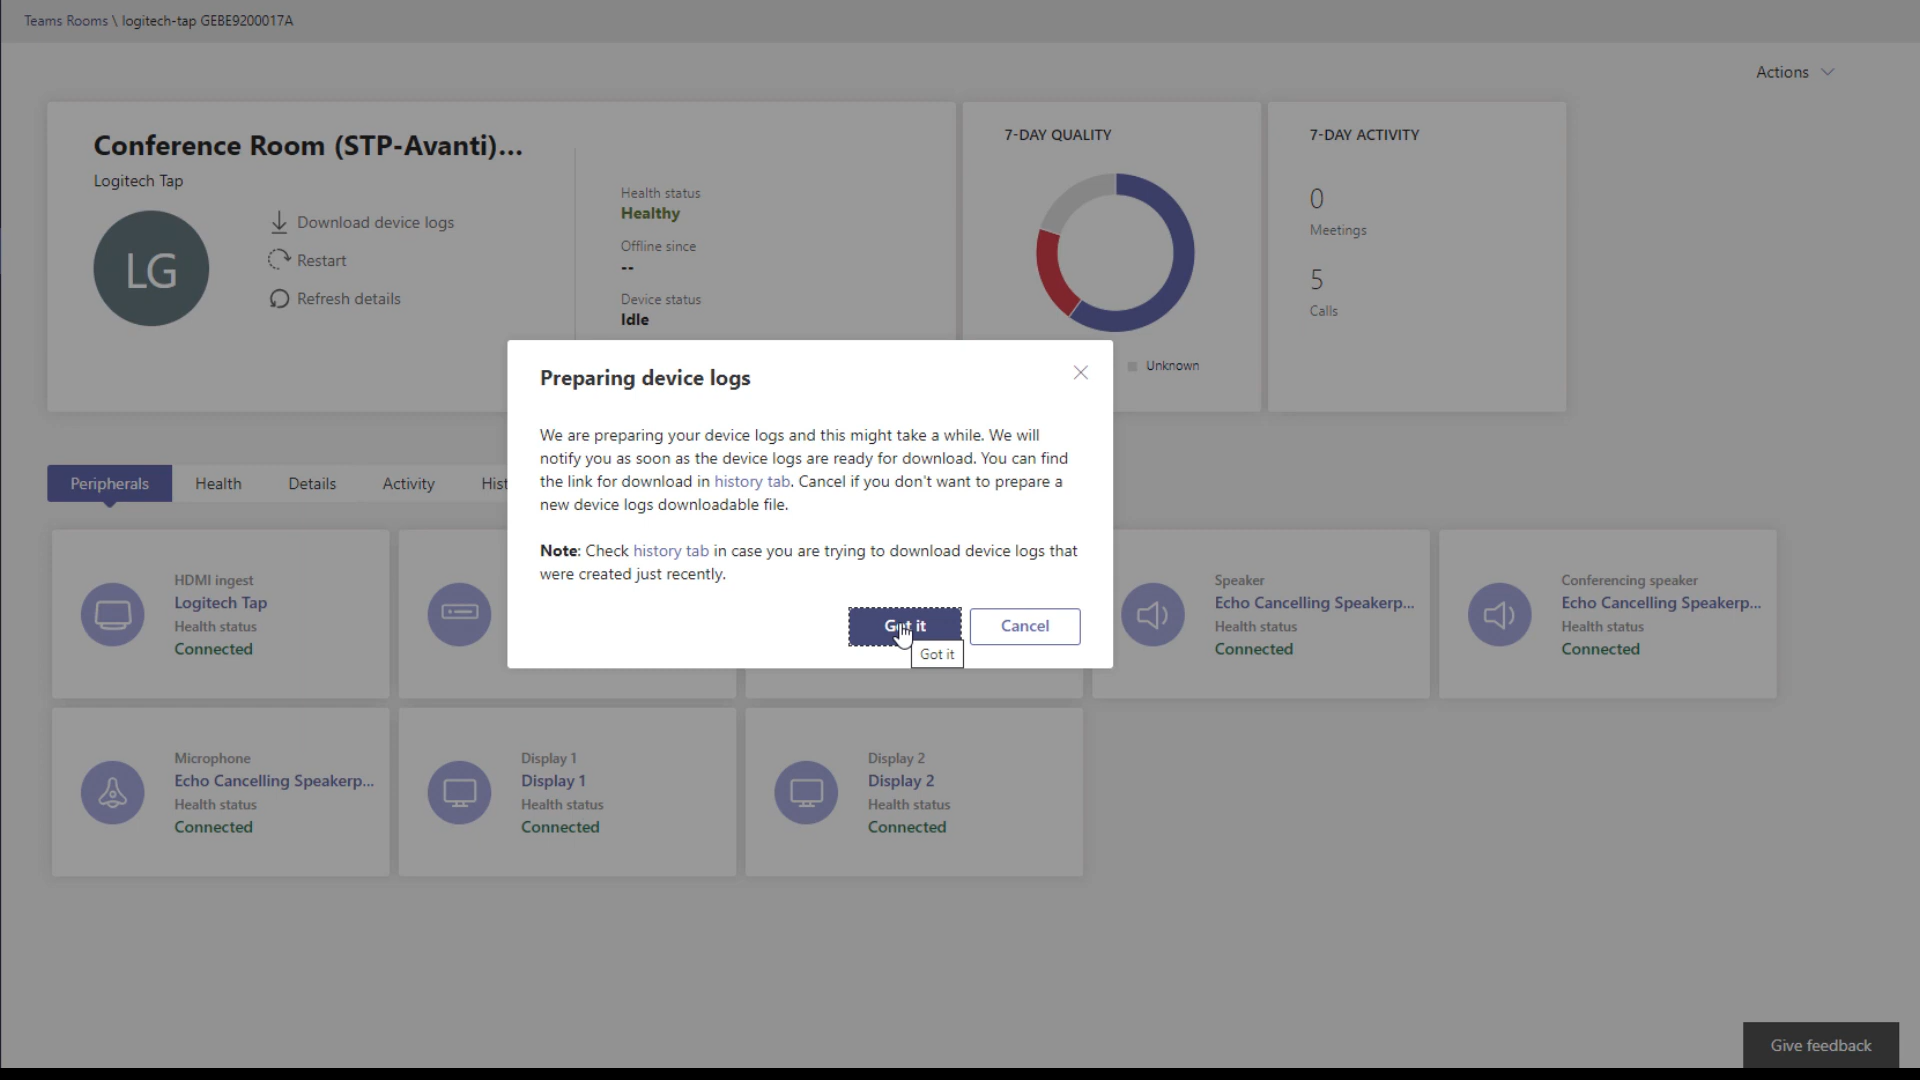 Teams Rooms \ logitech-tap GEBE9200017A
Actions
Conference Room (STP-Avanti)...
Logitech Tap
LG
Download device logs
Restart
Refresh details
Health status
Healthy
Offline since
--
Device status
Idle
7-DAY QUALITY
Unknown
7-DAY ACTIVITY
0
Meetings
5
Calls
Preparing device logs
We are preparing your device logs and this might take a while. We will
notify you as soon as the device logs are ready for download. You can find
the link for download in history tab. Cancel if you don't want to prepare a
new device logs downloadable file.
Note: Check history tab in case you are trying to download device logs that
were created just recently.
Got it
Cancel
Got it
Peripherals
Health
Details
Activity
HDMI ingest
Logitech Tap
Health status
Connected
Speaker
Echo Cancelling Speakerp...
Health status
Connected
Conferencing speaker
Echo Cancelling Speakerp...
Health status
Connected
Microphone
Echo Cancelling Speakerp...
Health status
Connected
Display 1
Display 1
Health status
Connected
Display 2
Display 2
Health status
Connected
Give feedback